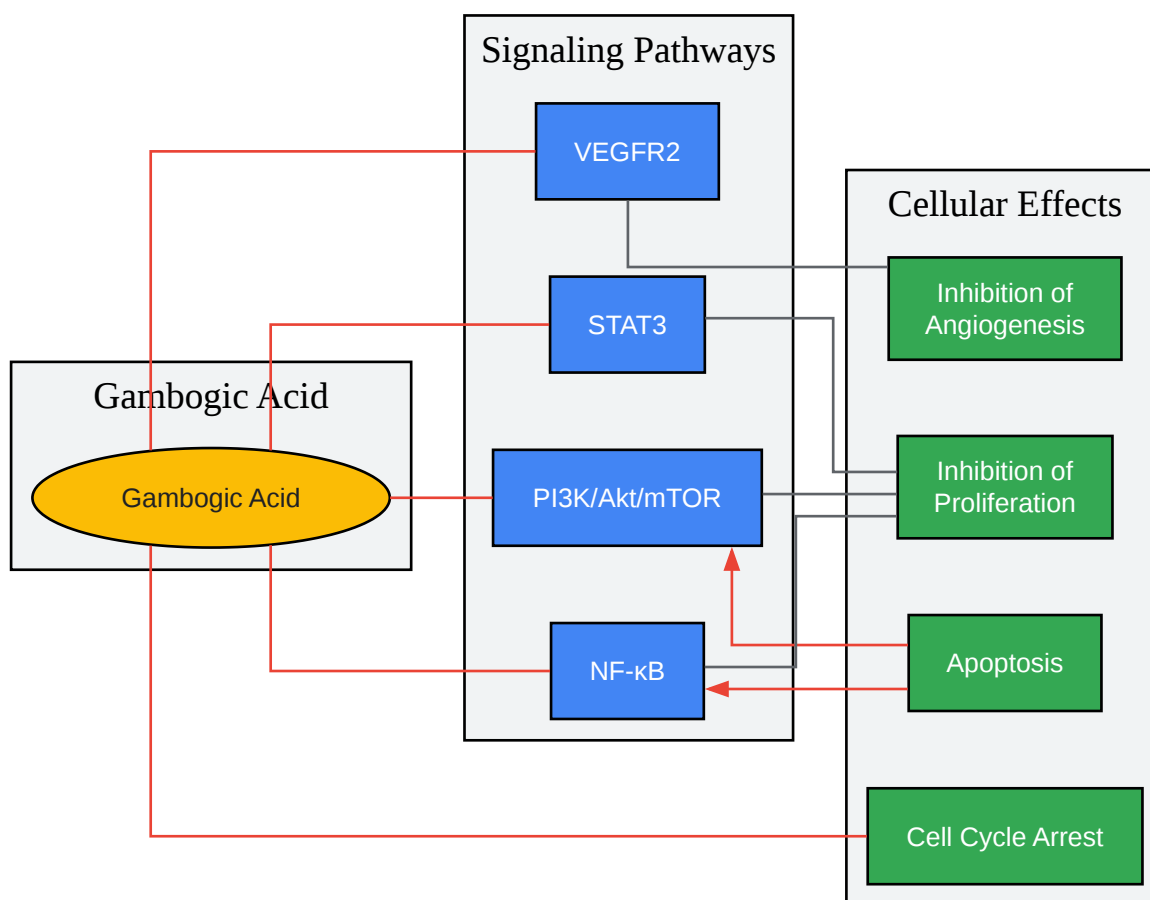 Signaling Pathways
VEGFR2
STAT3
PI3K/Akt/mTOR
NF-κB
Gambogic Acid
Gambogic Acid
Cellular Effects
Inhibition of
Angiogenesis
Inhibition of
Proliferation
Apoptosis
Cell Cycle Arrest